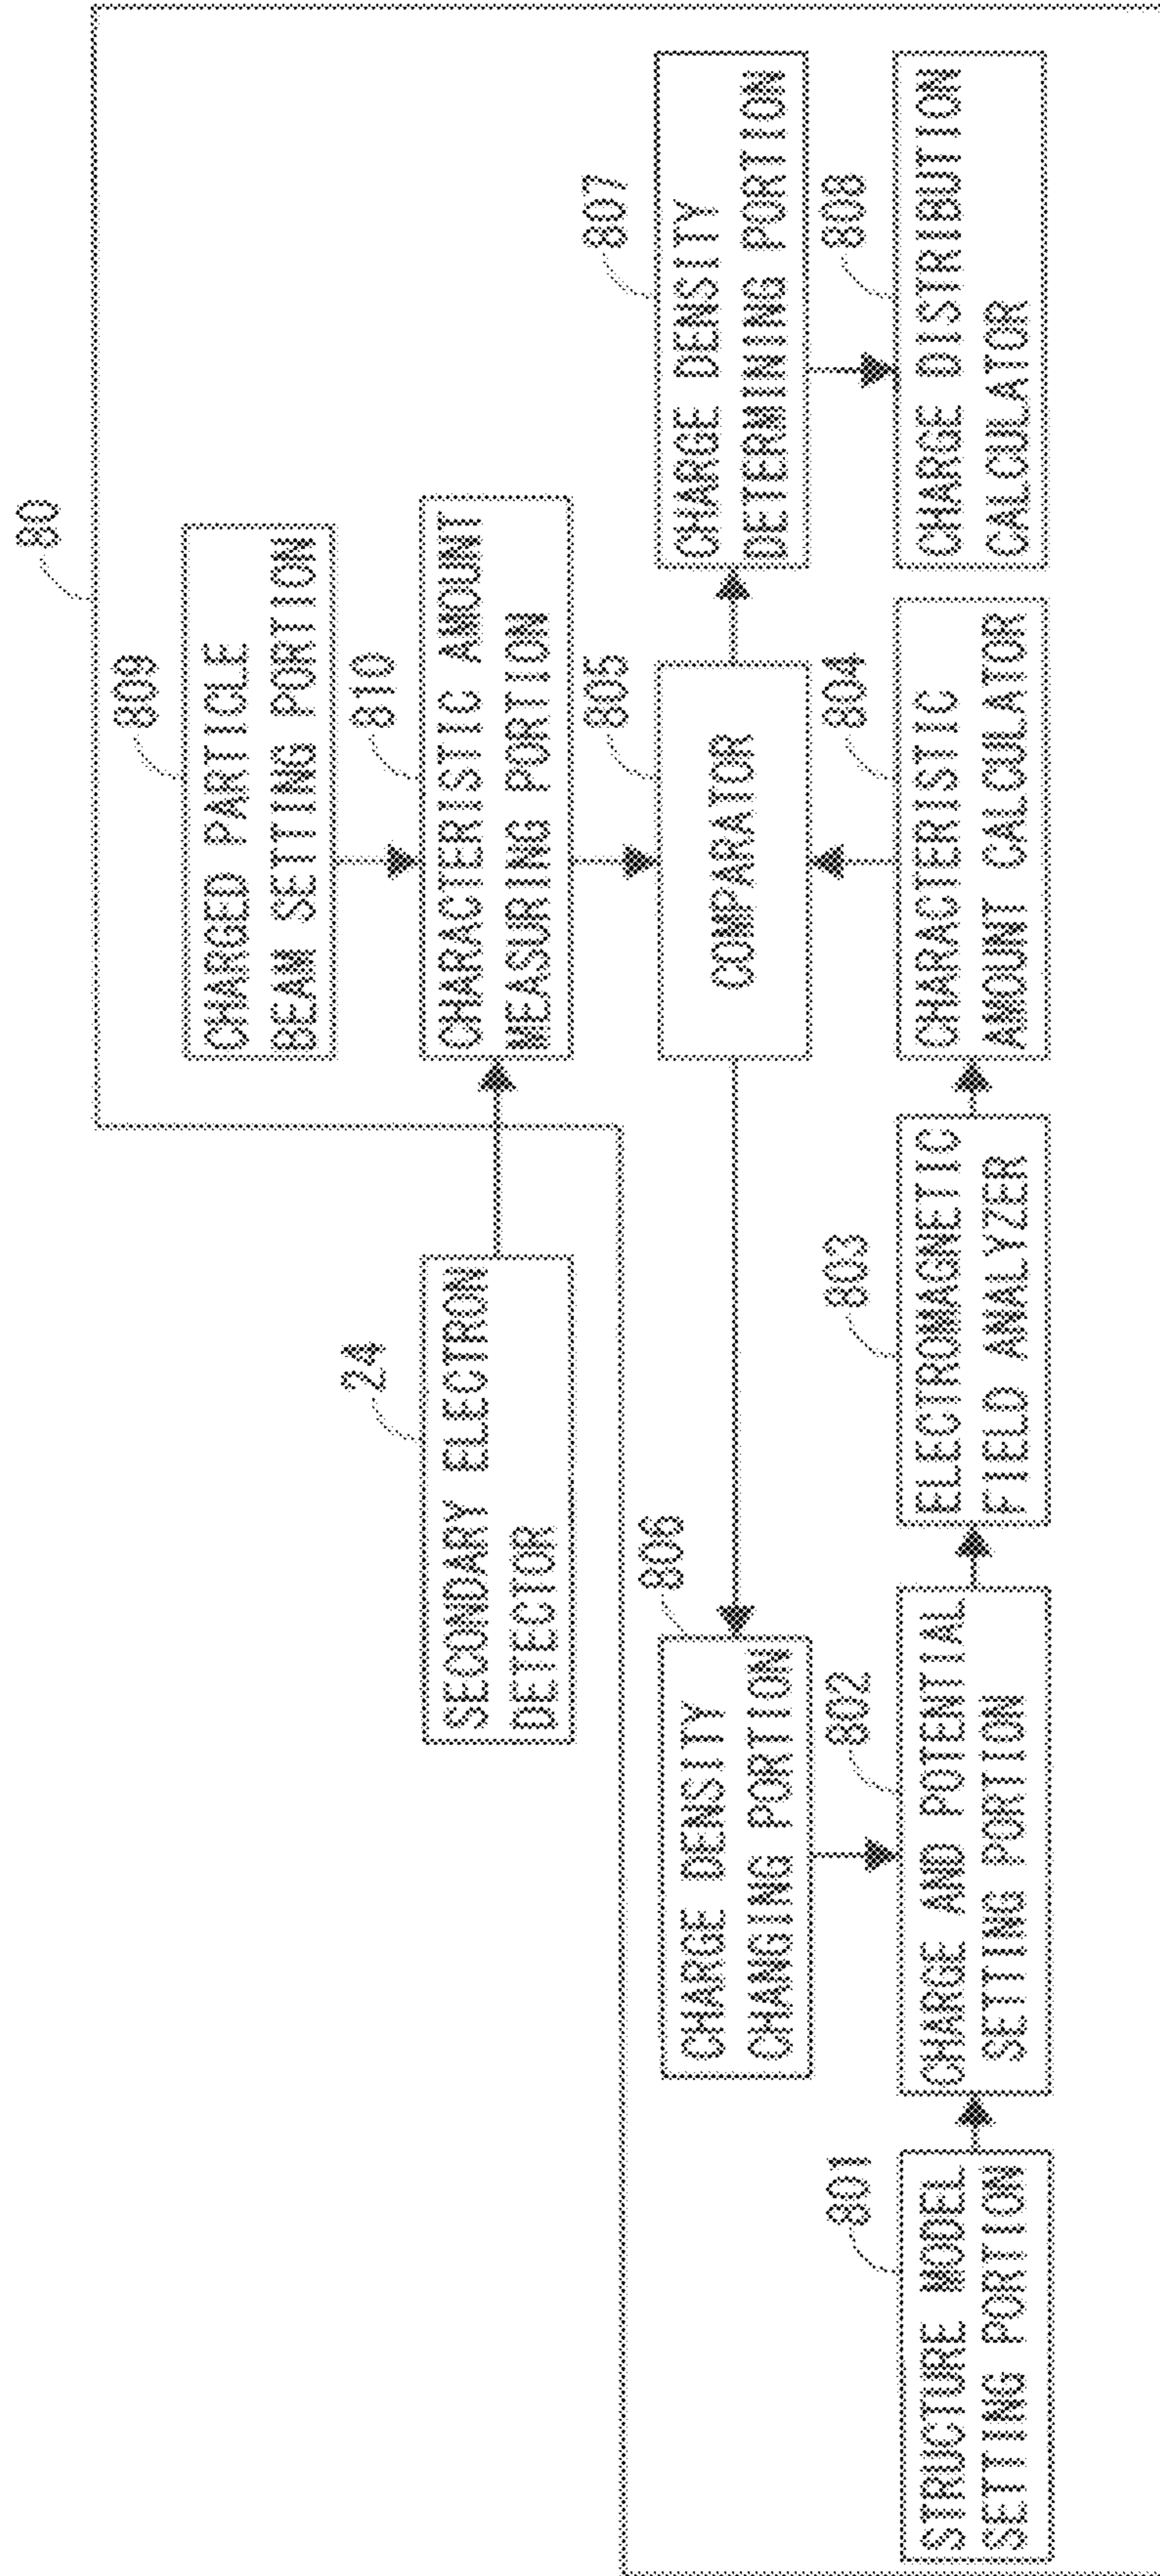 80
809
CHARGED PARTICLE
BEAM SETTING PORTION
810
24
SECONDARY ELECTRON
DETECTOR
CHARACTERISTIC AMOUNT
MEASURING PORTION
806
805
807
CHARGE DENSITY
CHANGING PORTION
COMPARATOR
CHARGE DENSITY
DETERMINING PORTION
801
802
803
804
808
STRUCTURE MODEL
SETTING PORTION
CHARGE AND POTENTIAL
SETTING PORTION
ELECTROMAGNETIC
FIELD ANALYZER
CHARACTERISTIC
AMOUNT CALCULATOR
CHARGE DISTRIBUTION
CALCULATOR